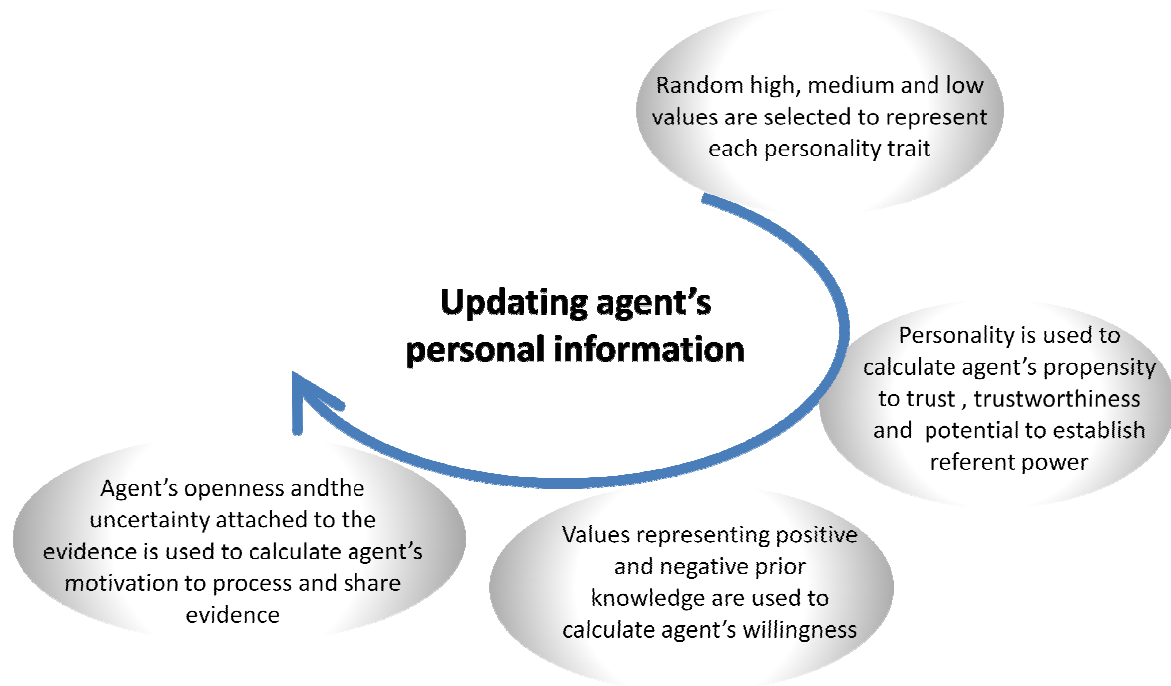 Random high, medium and low
values are selected to represent
each personality trait
Updating agent’s
personal information
Personality is used to
calculate agent’s propensity
to trust , trustworthiness
and potential to establish
referent power
Values representing positive
and negative prior
knowledge are used to
calculate agent’s willingness
Agent’s openness andthe
uncertainty attached to the
evidence is used to calculate agent’s
motivation to process and share
evidence